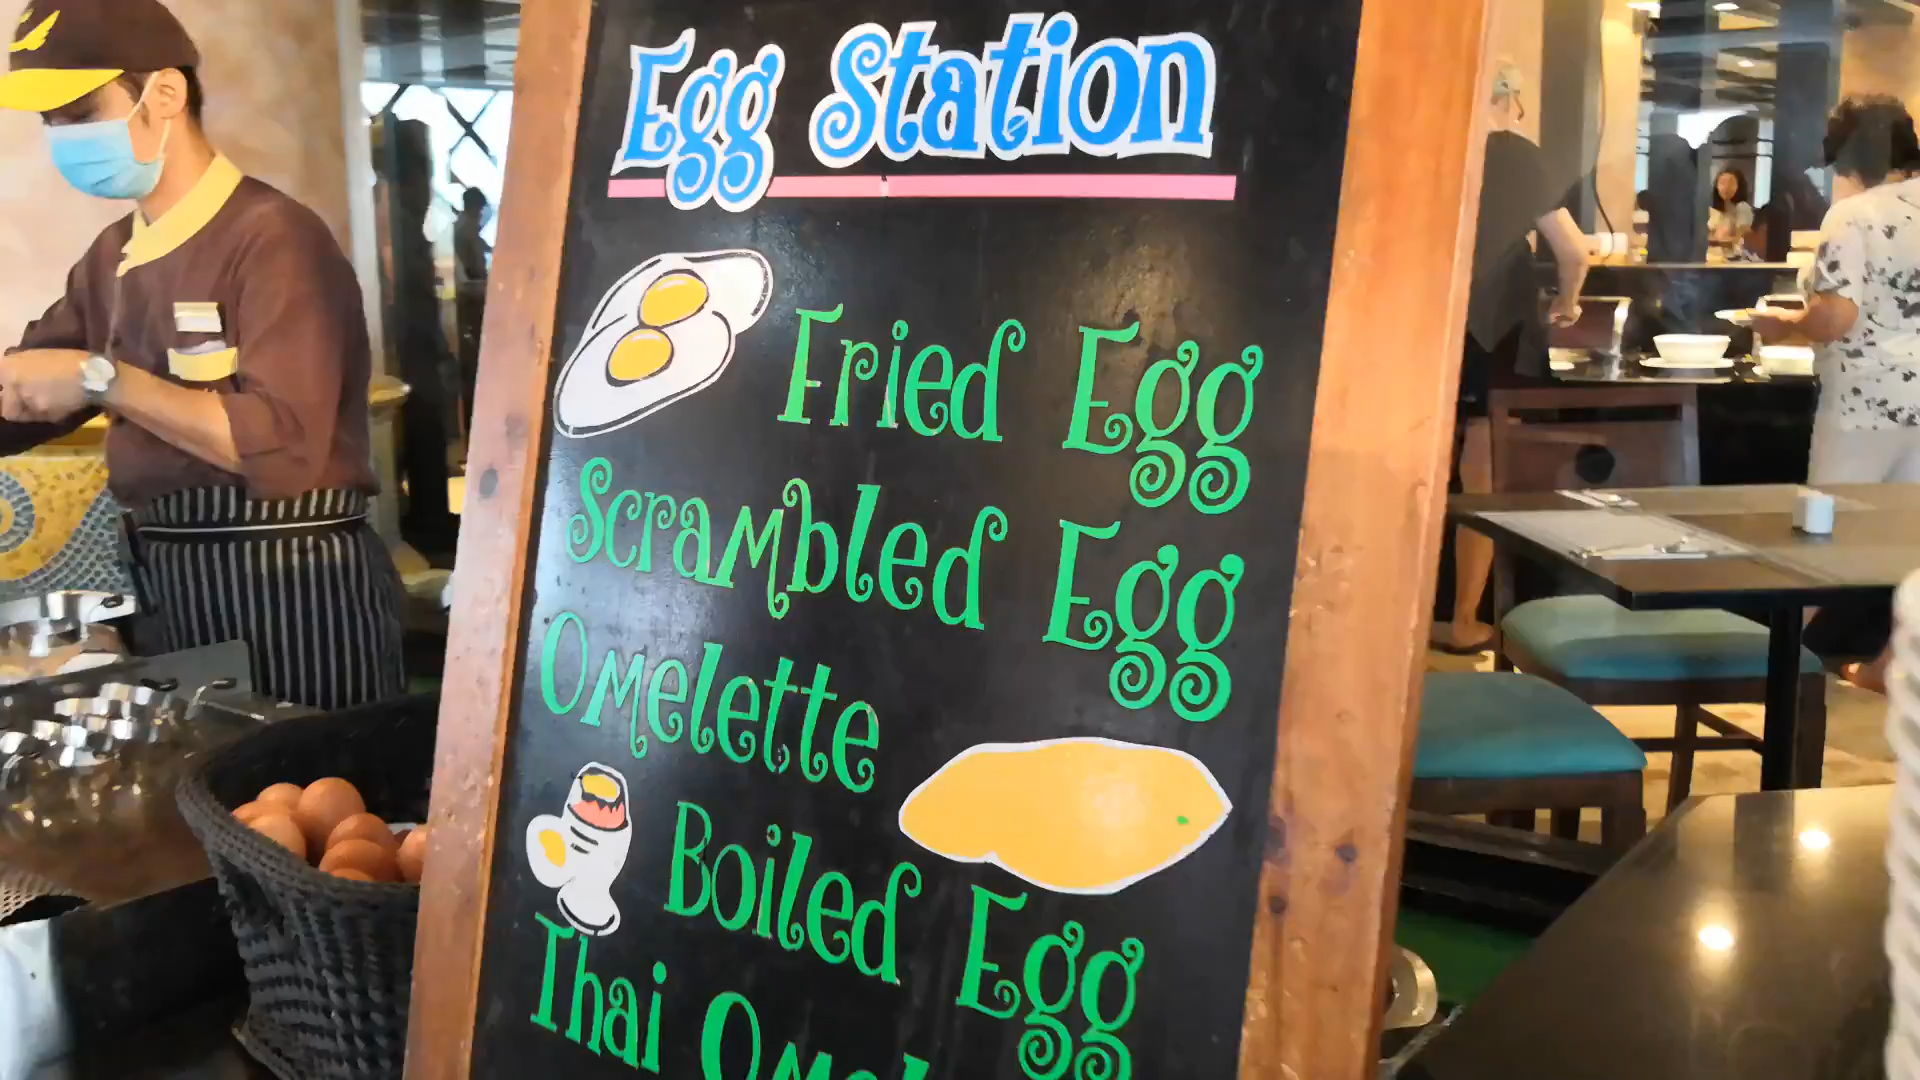 Egg Station
Fried Egg
Scrambled Egg
Omelette
Boiled Egg
Thai